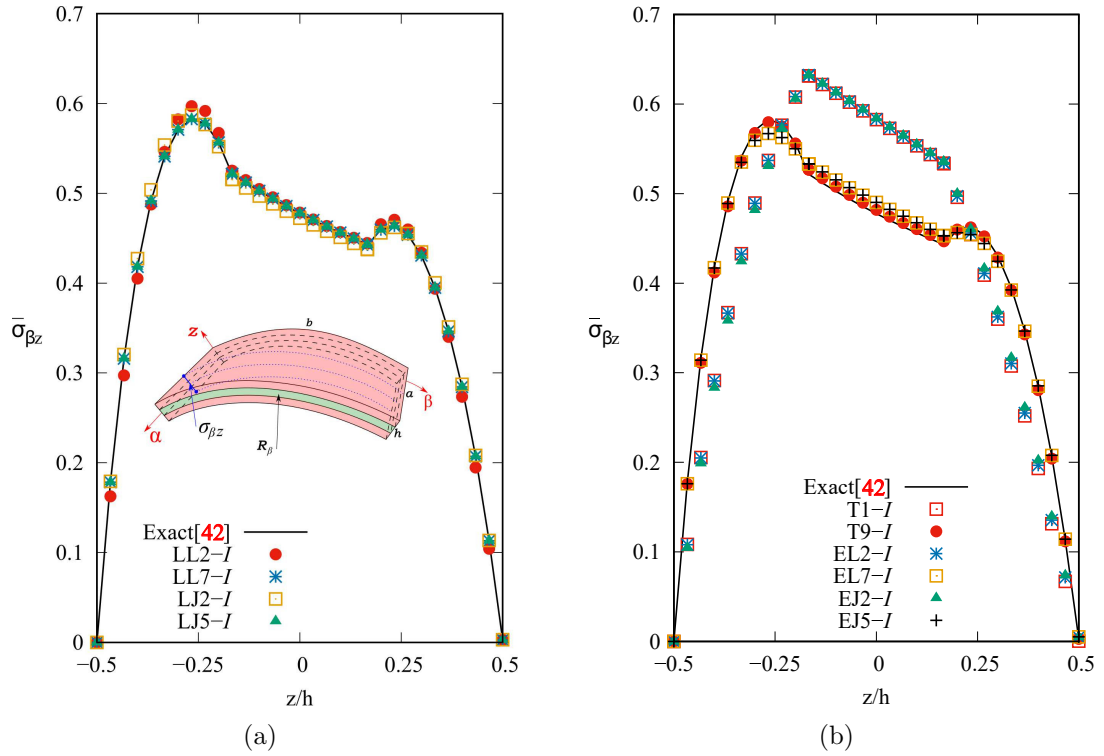 0.7
0.6
0.5
0.4
0.3
0.2
0.1
0
−0.5
−0.25
0
0.25
0.5
z/h
σ̄βz
b
z
a
β
α
σβz
Rβ
h
Exact[42]
LL2−I
LL7−I
LJ2−I
LJ5−I
(a)
0.7
0.6
0.5
0.4
0.3
0.2
0.1
0
−0.5
−0.25
0
0.25
0.5
z/h
σ̄βz
Exact[42]
T1−I
T9−I
EL2−I
EL7−I
EJ2−I
EJ5−I
(b)